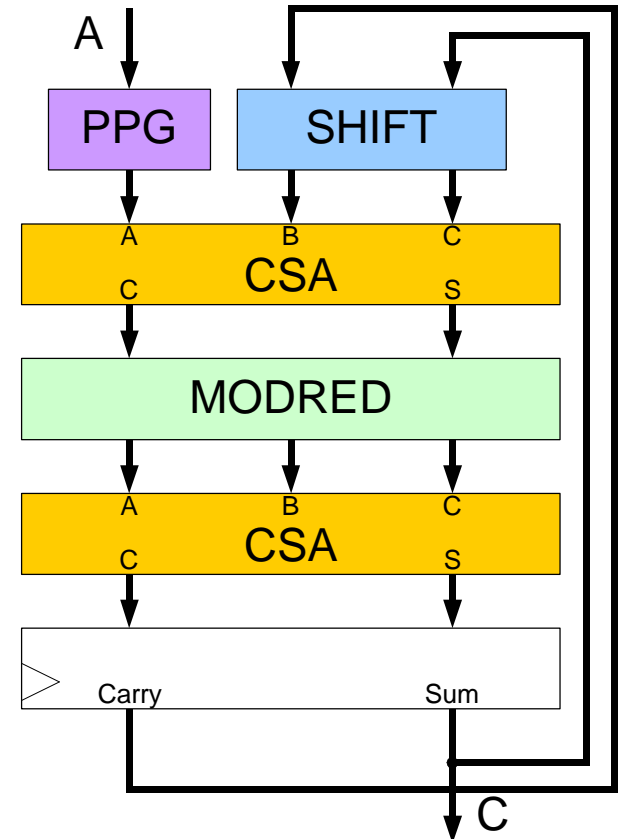 A
PPG SHIFT
A B C
CSA
C S
MODRED
A B C
CSA
C S
Carry Sum
C